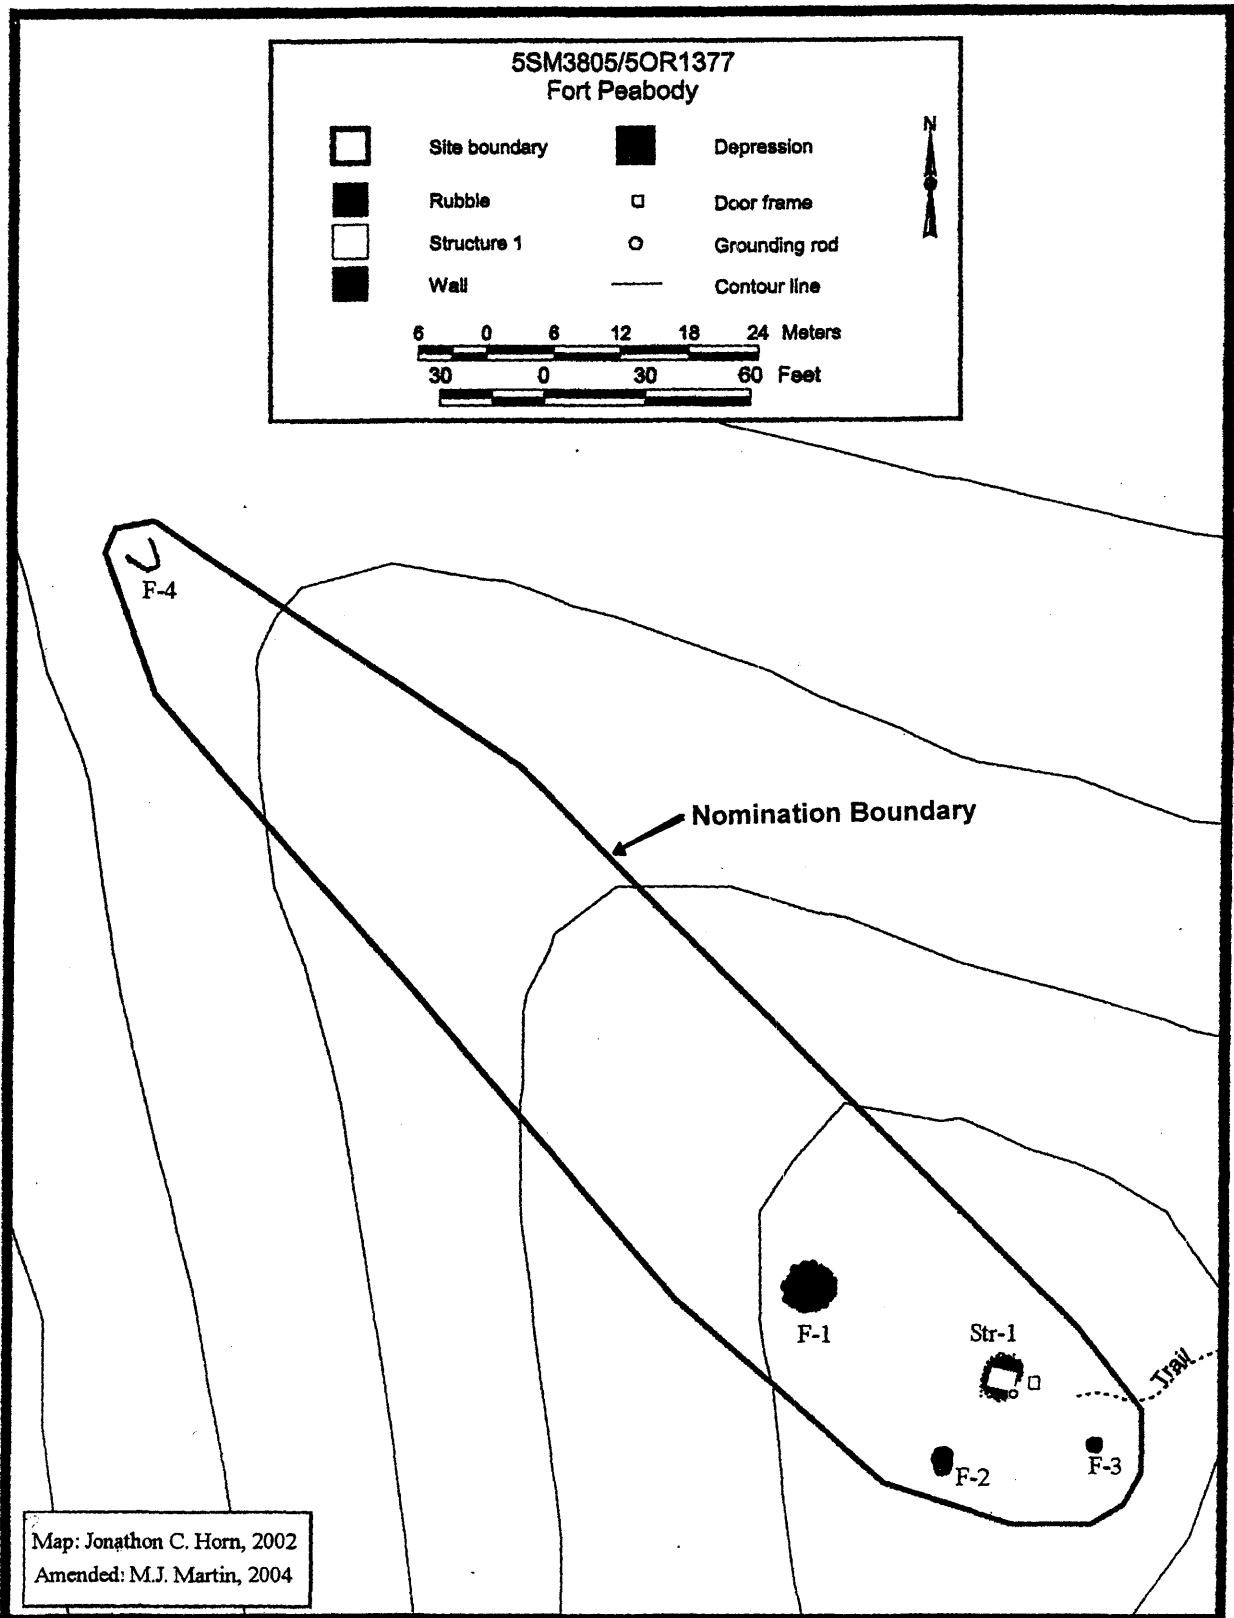 5SM3805/5OR1377
Fort Peabody
N
Site boundary
Depression
Rubble
Door frame
Structure 1
Grounding rod
Wall
Contour line
6 0 6 12 18 24 Meters
30 0 30 60 Feet
F-4
Nomination Boundary
F-1
Str-1
Trail
F-2
F-3
Map: Jonathon C. Horn, 2002
Amended: M.J. Martin, 2004